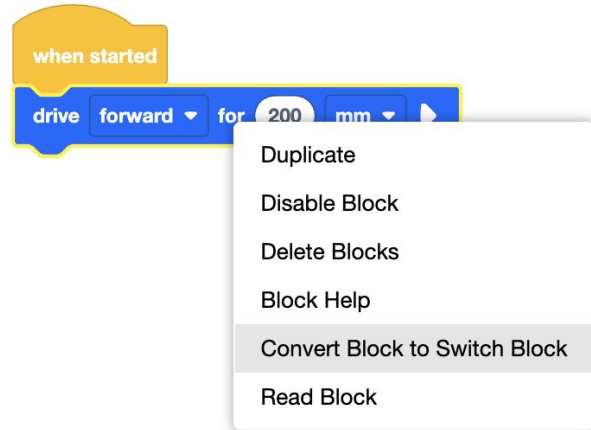 when started
drive forward for 200 mm
Duplicate
Disable Block
Delete Blocks
Block Help
Convert Block to Switch Block
Read Block